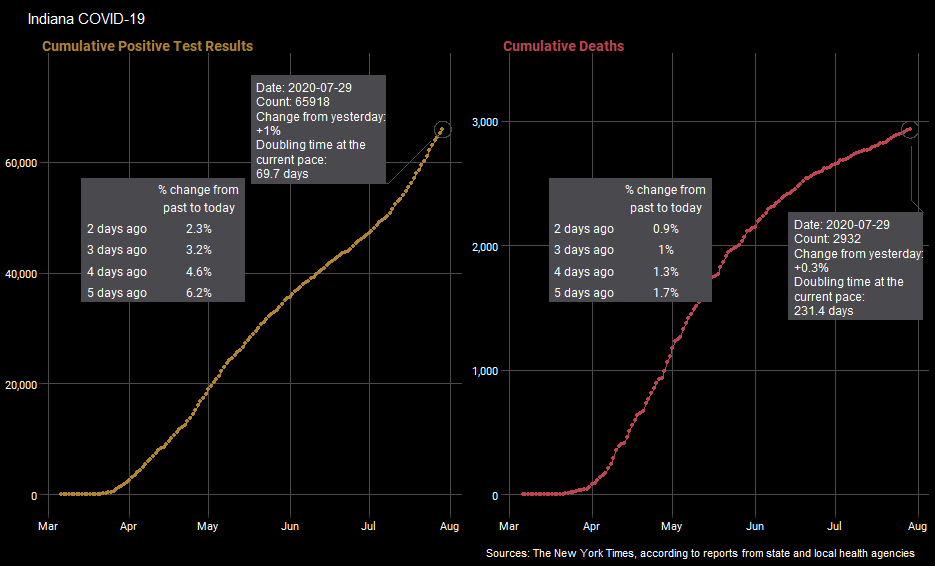 Indiana COVID-19
Cumulative Positive Test Results
Date: 2020-07-29
Count: 65918
Change from yesterday:
+1%
Doubling time at the
current pace:
69.7 days
60,000
% change from
past to today
2 days ago 2.3%
3 days ago 3.2%
4 days ago 4.6%
5 days ago 6.2%
40,000
20,000
0
Mar Apr May Jun Jul Aug
Cumulative Deaths
3,000
% change from
past to today
2 days ago 0.9%
3 days ago 1%
4 days ago 1.3%
5 days ago 1.7%
Date: 2020-07-29
Count: 2932
Change from yesterday:
+0.3%
Doubling time at the
current pace:
231.4 days
2,000
1,000
0
Mar Apr May Jun Jul Aug
Sources: The New York Times, according to reports from state and local health agencies